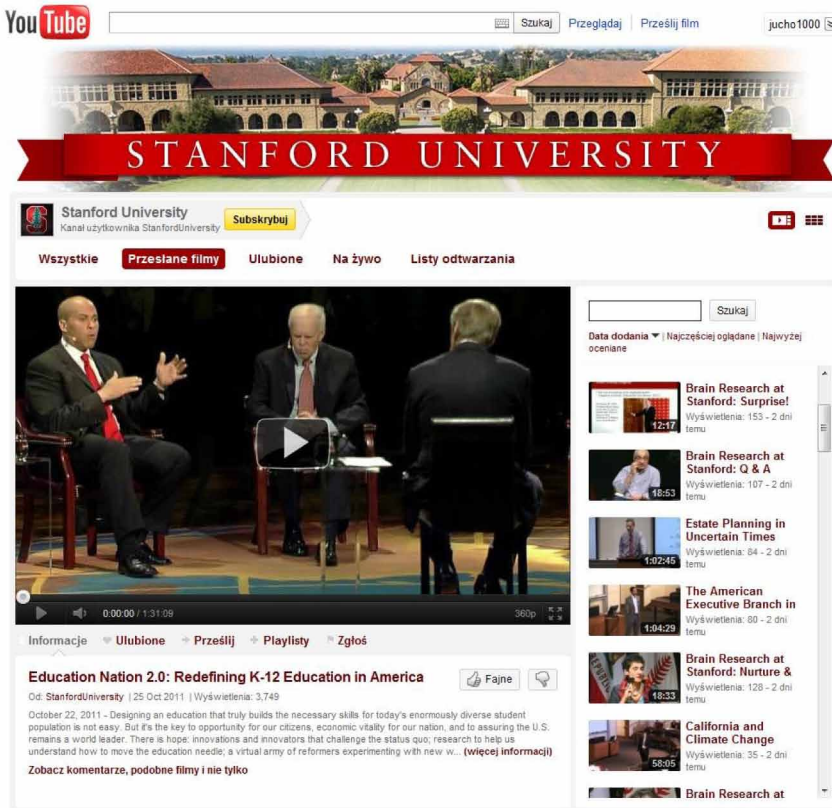 You Tube
Szukaj
Przeglądaj
Prześlij film
jucho1000
STANFORD UNIVERSITY
Stanford University
Kanał użytkownika StanfordUniversity
Subskrybuj
Wszystkie
Przesłane filmy
Ulubione
Na żywo
Listy odtwarzania
0:00:00 / 1:31:09
360p
Informacje
Ulubione
Prześlij
Playlisty
Zgłoś
Education Nation 2.0: Redefining K-12 Education in America
Fajne
Od: StanfordUniversity | 25 Oct 2011 | Wyświetlenia: 3,749
October 22, 2011 - Designing an education that truly builds the necessary skills for today's enormously diverse student
population is not easy. But it's the key to opportunity for our citizens, economic vitality for our nation, and to assuring the U.S.
remains a world leader. There is hope: innovations and innovators that challenge the status quo; research to help us
understand how to move the education needle; a virtual army of reformers experimenting with new w... (więcej informacji)
Zobacz komentarze, podobne filmy i nie tylko
Szukaj
Data dodania | Najczęściej oglądane | Najwyżej
oceniane
12:17
Brain Research at
Stanford: Surprise!
Wyświetlenia: 153 - 2 dni
temu
18:53
Brain Research at
Stanford: Q & A
Wyświetlenia: 107 - 2 dni
temu
1:02:45
Estate Planning in
Uncertain Times
Wyświetlenia: 84 - 2 dni
temu
1:04:29
The American
Executive Branch in
Wyświetlenia: 80 - 2 dni
temu
18:33
Brain Research at
Stanford: Nurture &
Wyświetlenia: 128 - 2 dni
temu
58:05
California and
Climate Change
Wyświetlenia: 35 - 2 dni
temu
Brain Research at